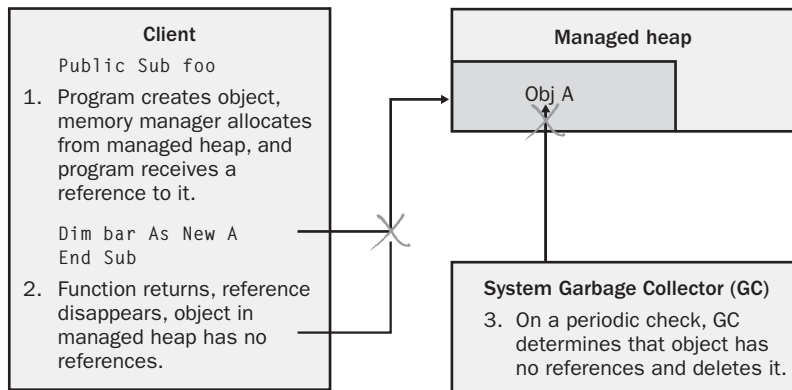 Client
Public Sub foo
1. Program creates object,
memory manager allocates
from managed heap, and
program receives a
reference to it.
Dim bar As New A
End Sub
2. Function returns, reference
disappears, object in
managed heap has no
references.
Managed heap
Obj A
System Garbage Collector (GC)
3. On a periodic check, GC
determines that object has
no references and deletes it.